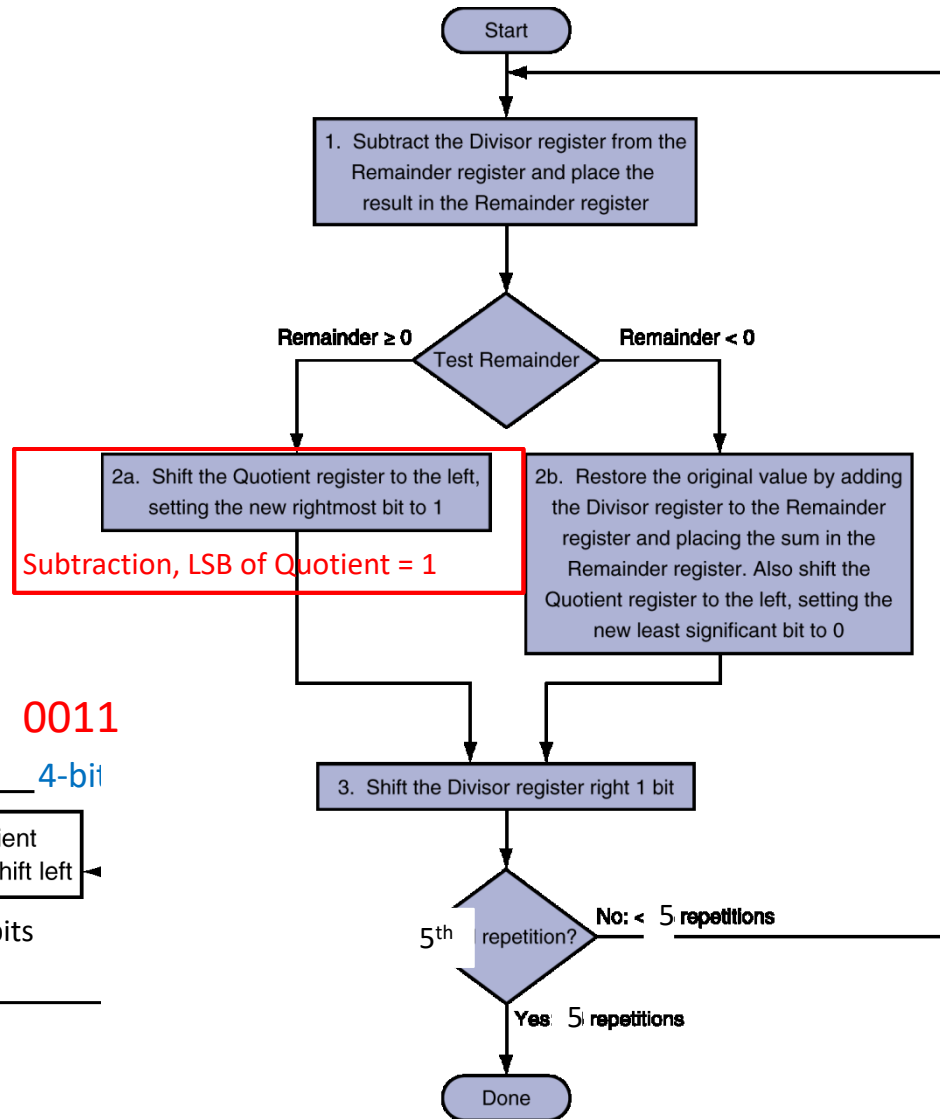 Start
1. Subtract the Divisor register from the
Remainder register and place the
result in the Remainder register
Remainder ≥ 0
Test Remainder
Remainder < 0
2a. Shift the Quotient register to the left,
setting the new rightmost bit to 1
Subtraction, LSB of Quotient = 1
2b. Restore the original value by adding
the Divisor register to the Remainder
register and placing the sum in the
Remainder register. Also shift the
Quotient register to the left, setting the
new least significant bit to 0
0011
4-bit
3. Shift the Divisor register right 1 bit
ient
hift left
its
5th repetition?
No: < 5 repetitions
Yes: 5 repetitions
Done